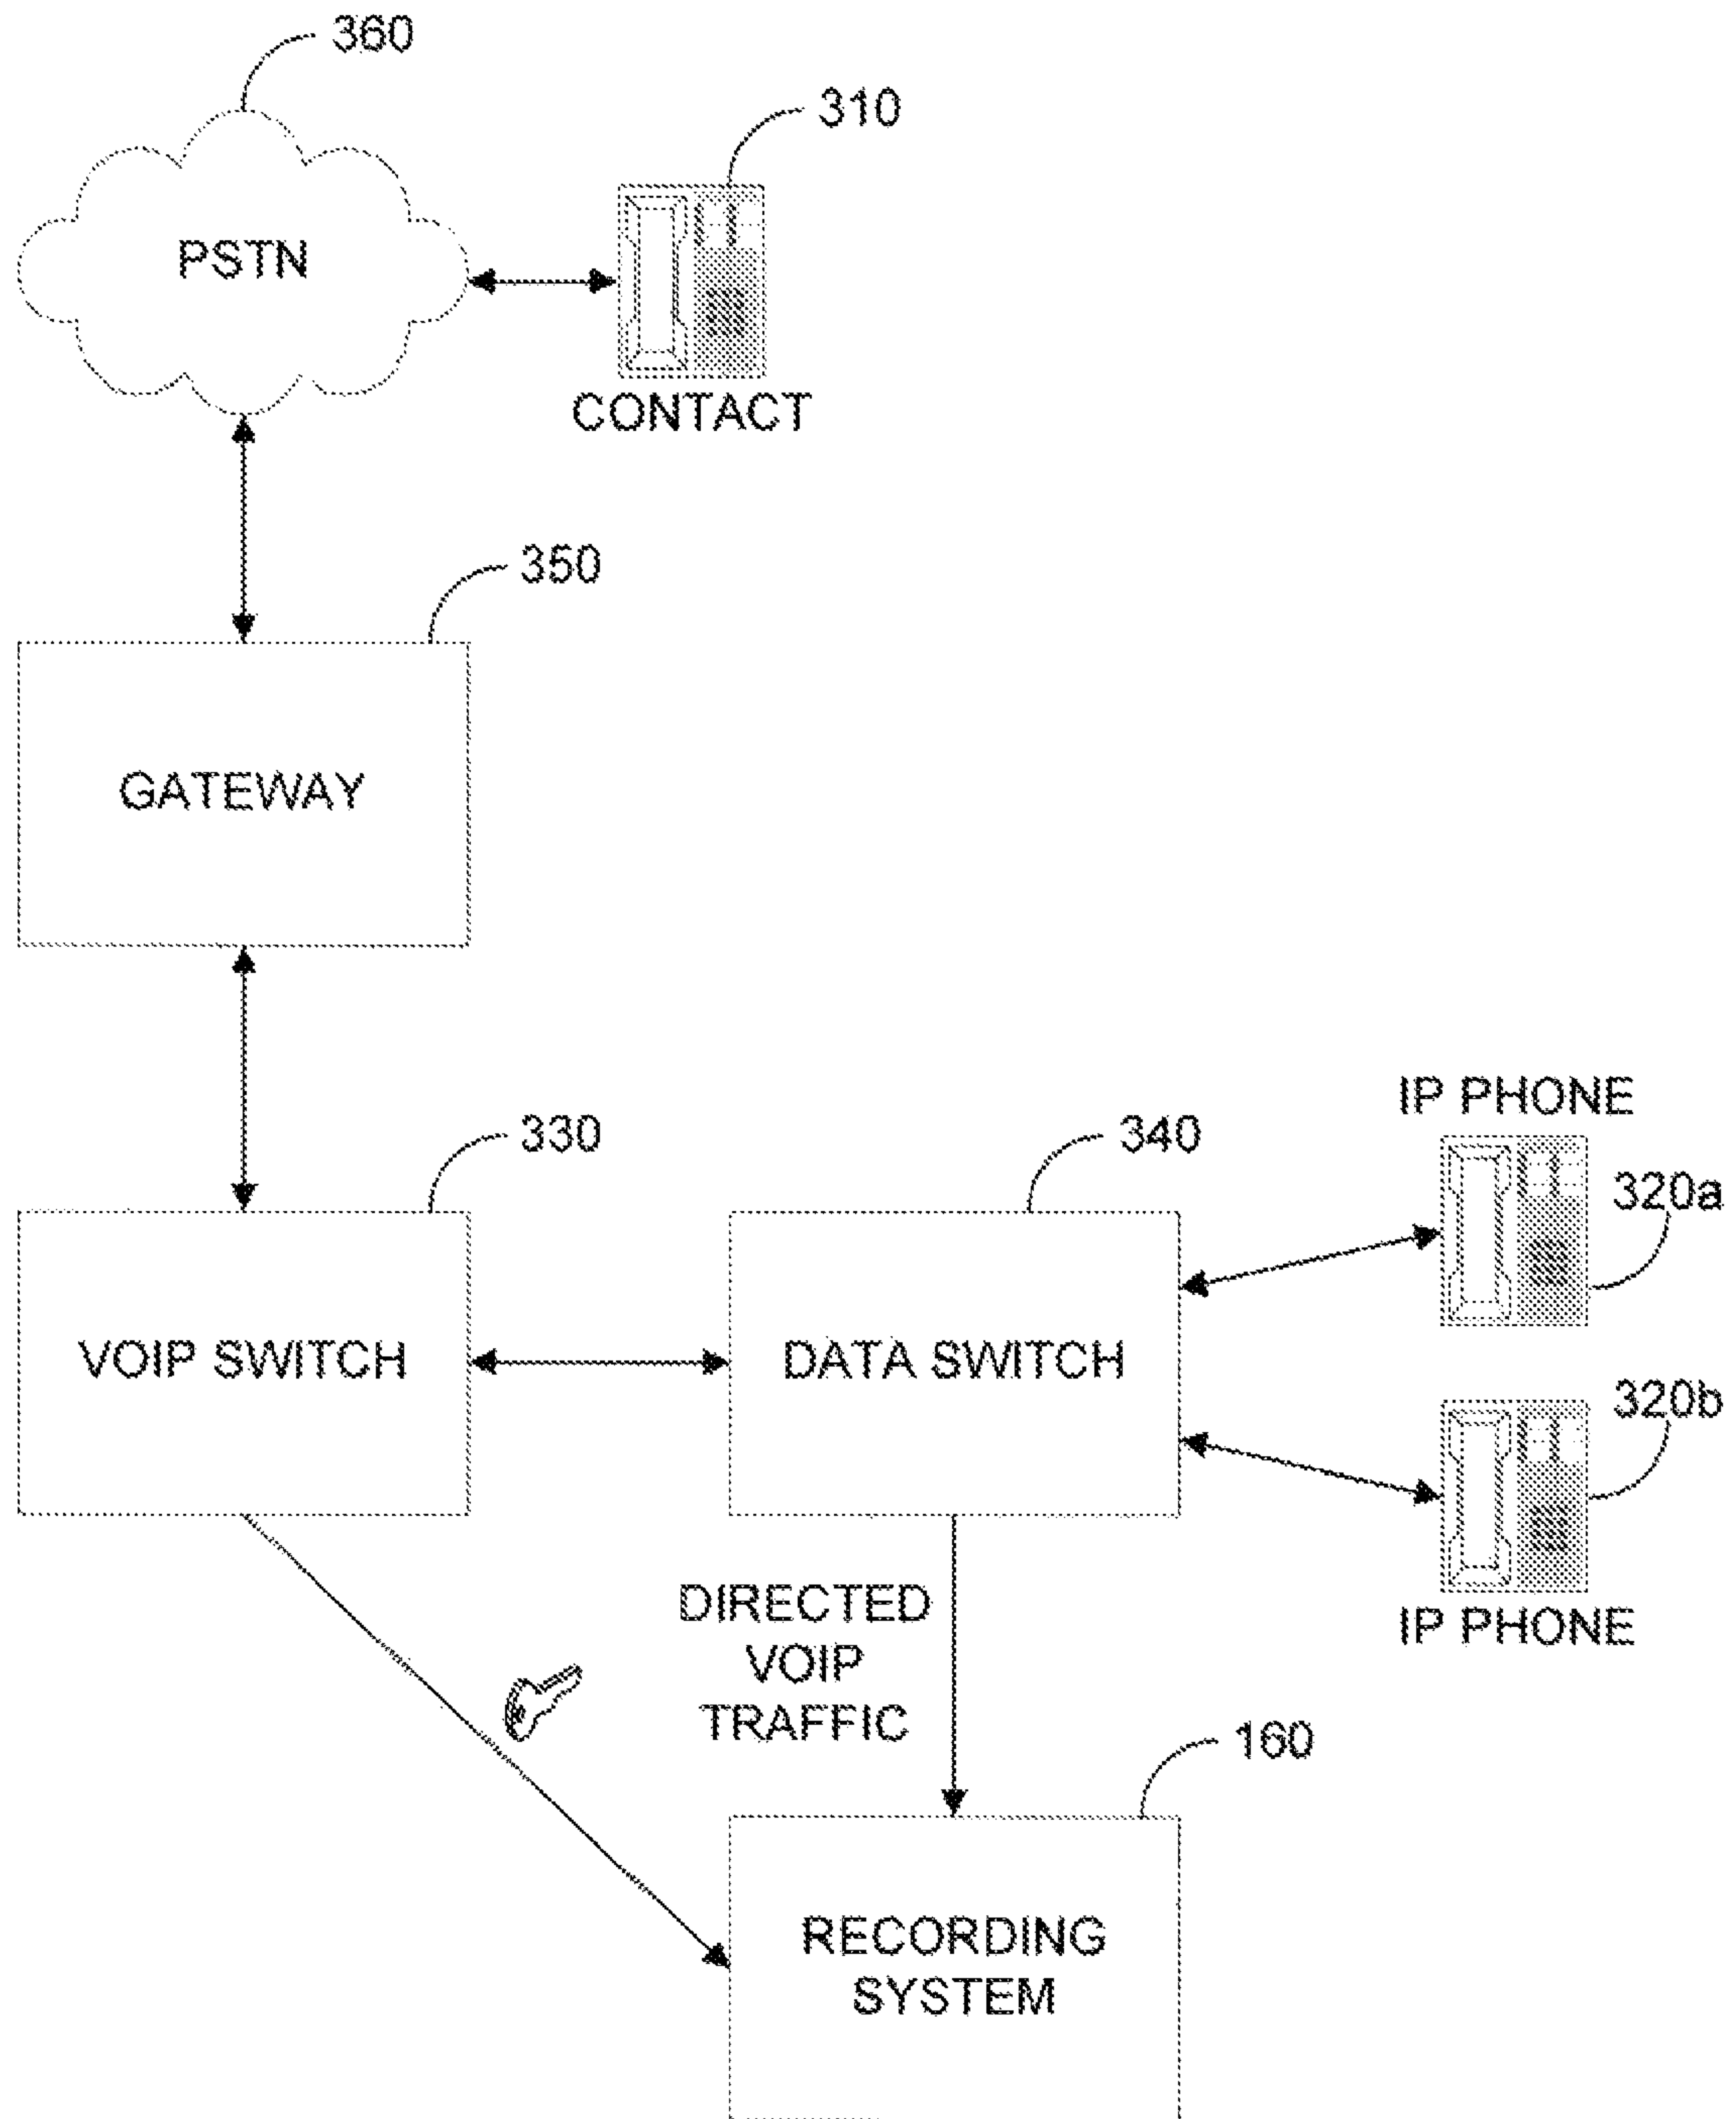 360
310
PSTN
CONTACT
350
GATEWAY
IP PHONE
330
340
320a
VOIP SWITCH
DATA SWITCH
320b
DIRECTED
VOIP
TRAFFIC
IP PHONE
160
RECORDING
SYSTEM